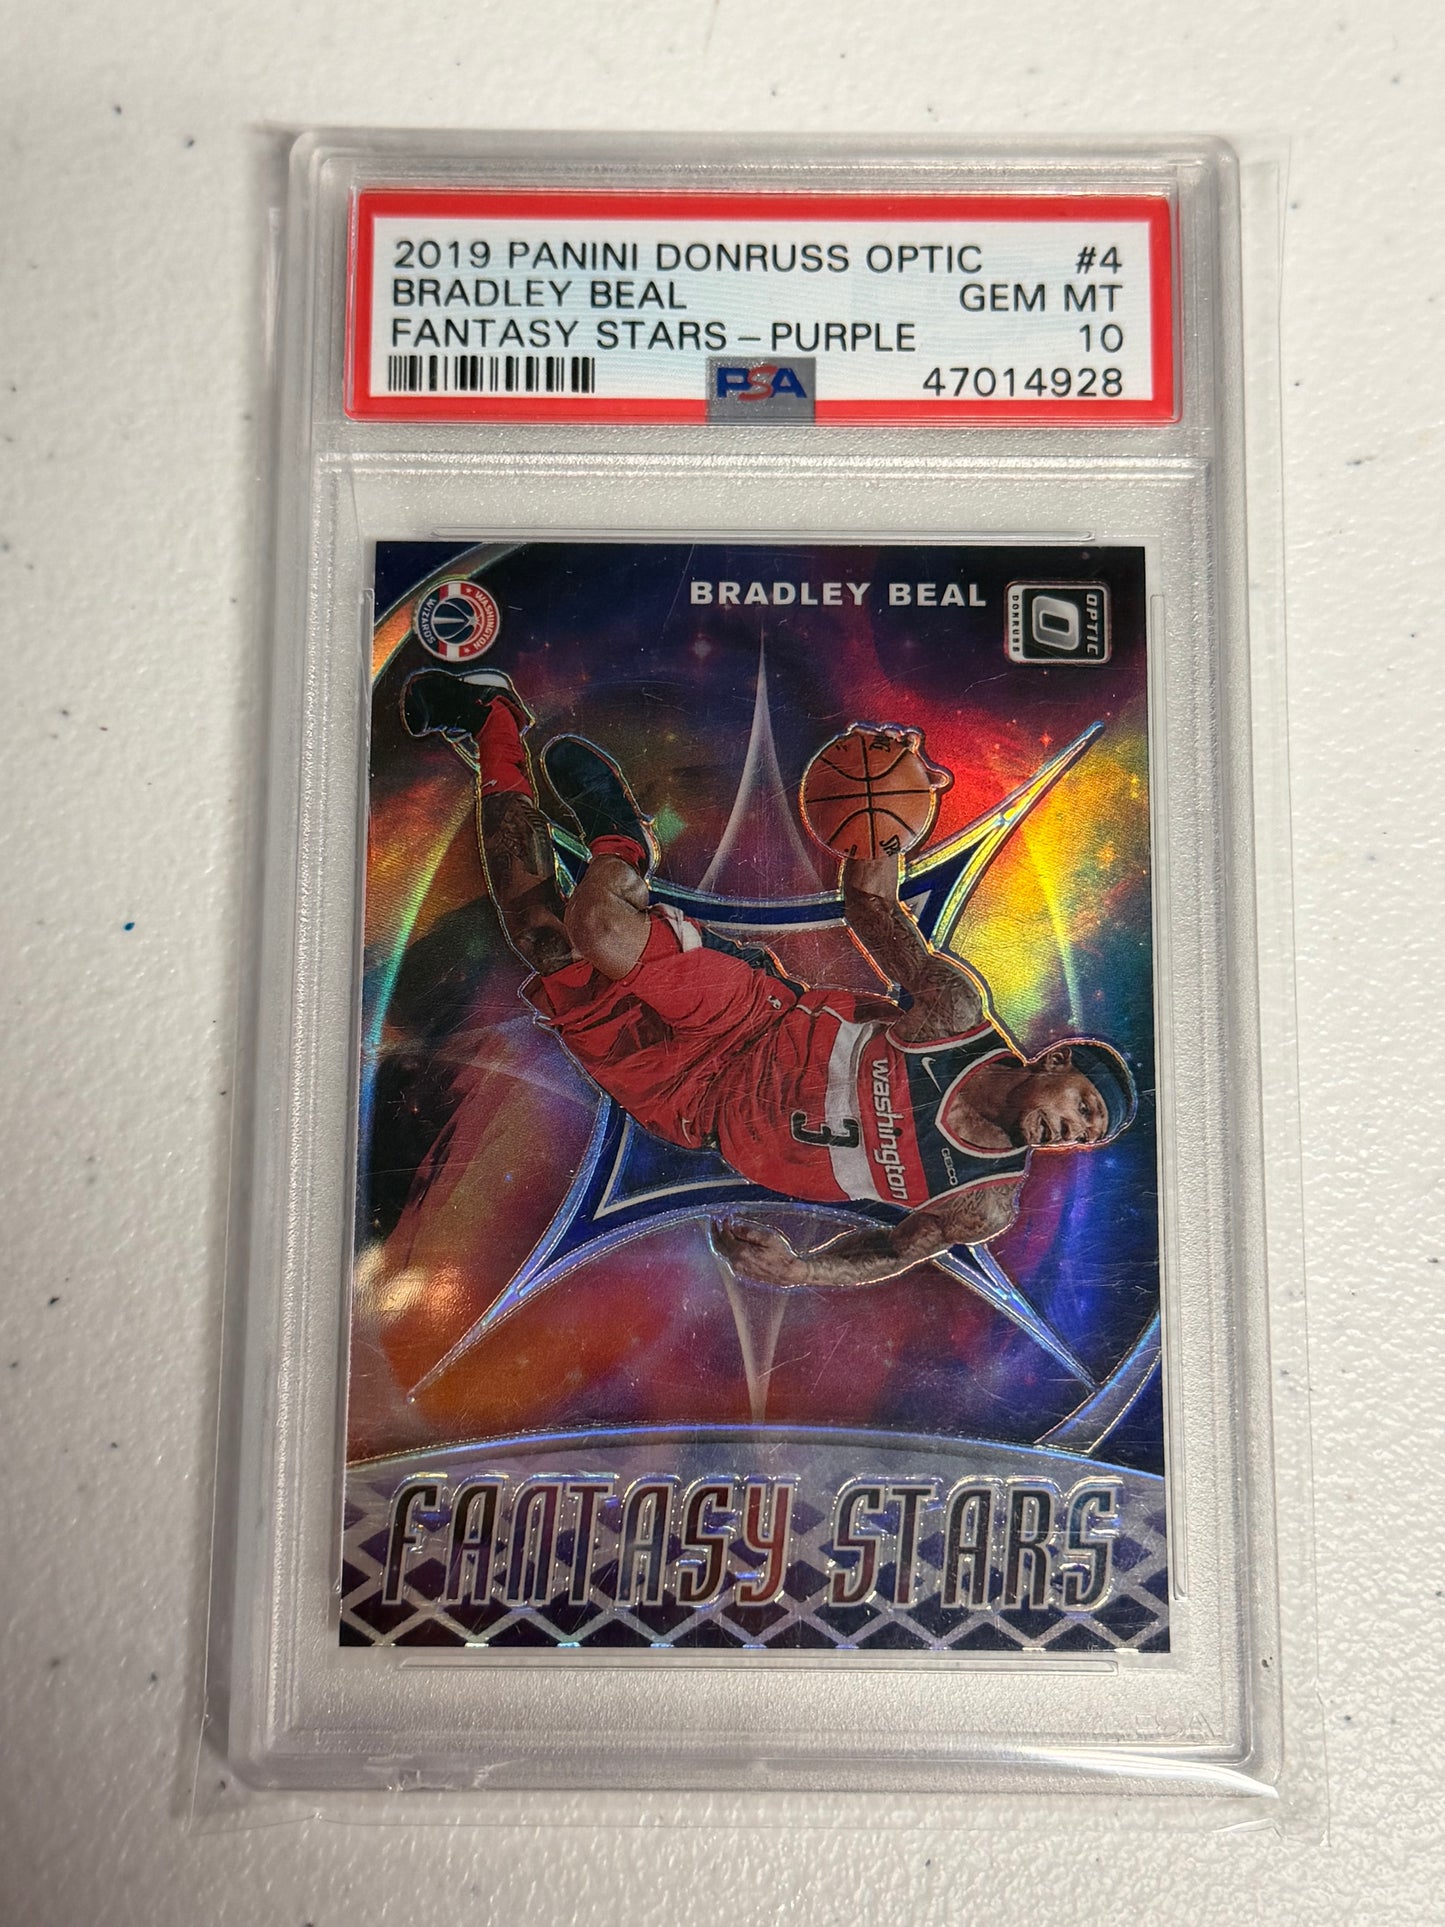 2019 PANINI DONRUSS OPTIC #4
BRADLEY BEAL GEM MT
FANTASY STARS - PURPLE 10
PSA 47014928
WASHINGTON WIZARDS
BRADLEY BEAL
OPTIC
DONRUSS
washington
3
GEICO
FANTASY STARS